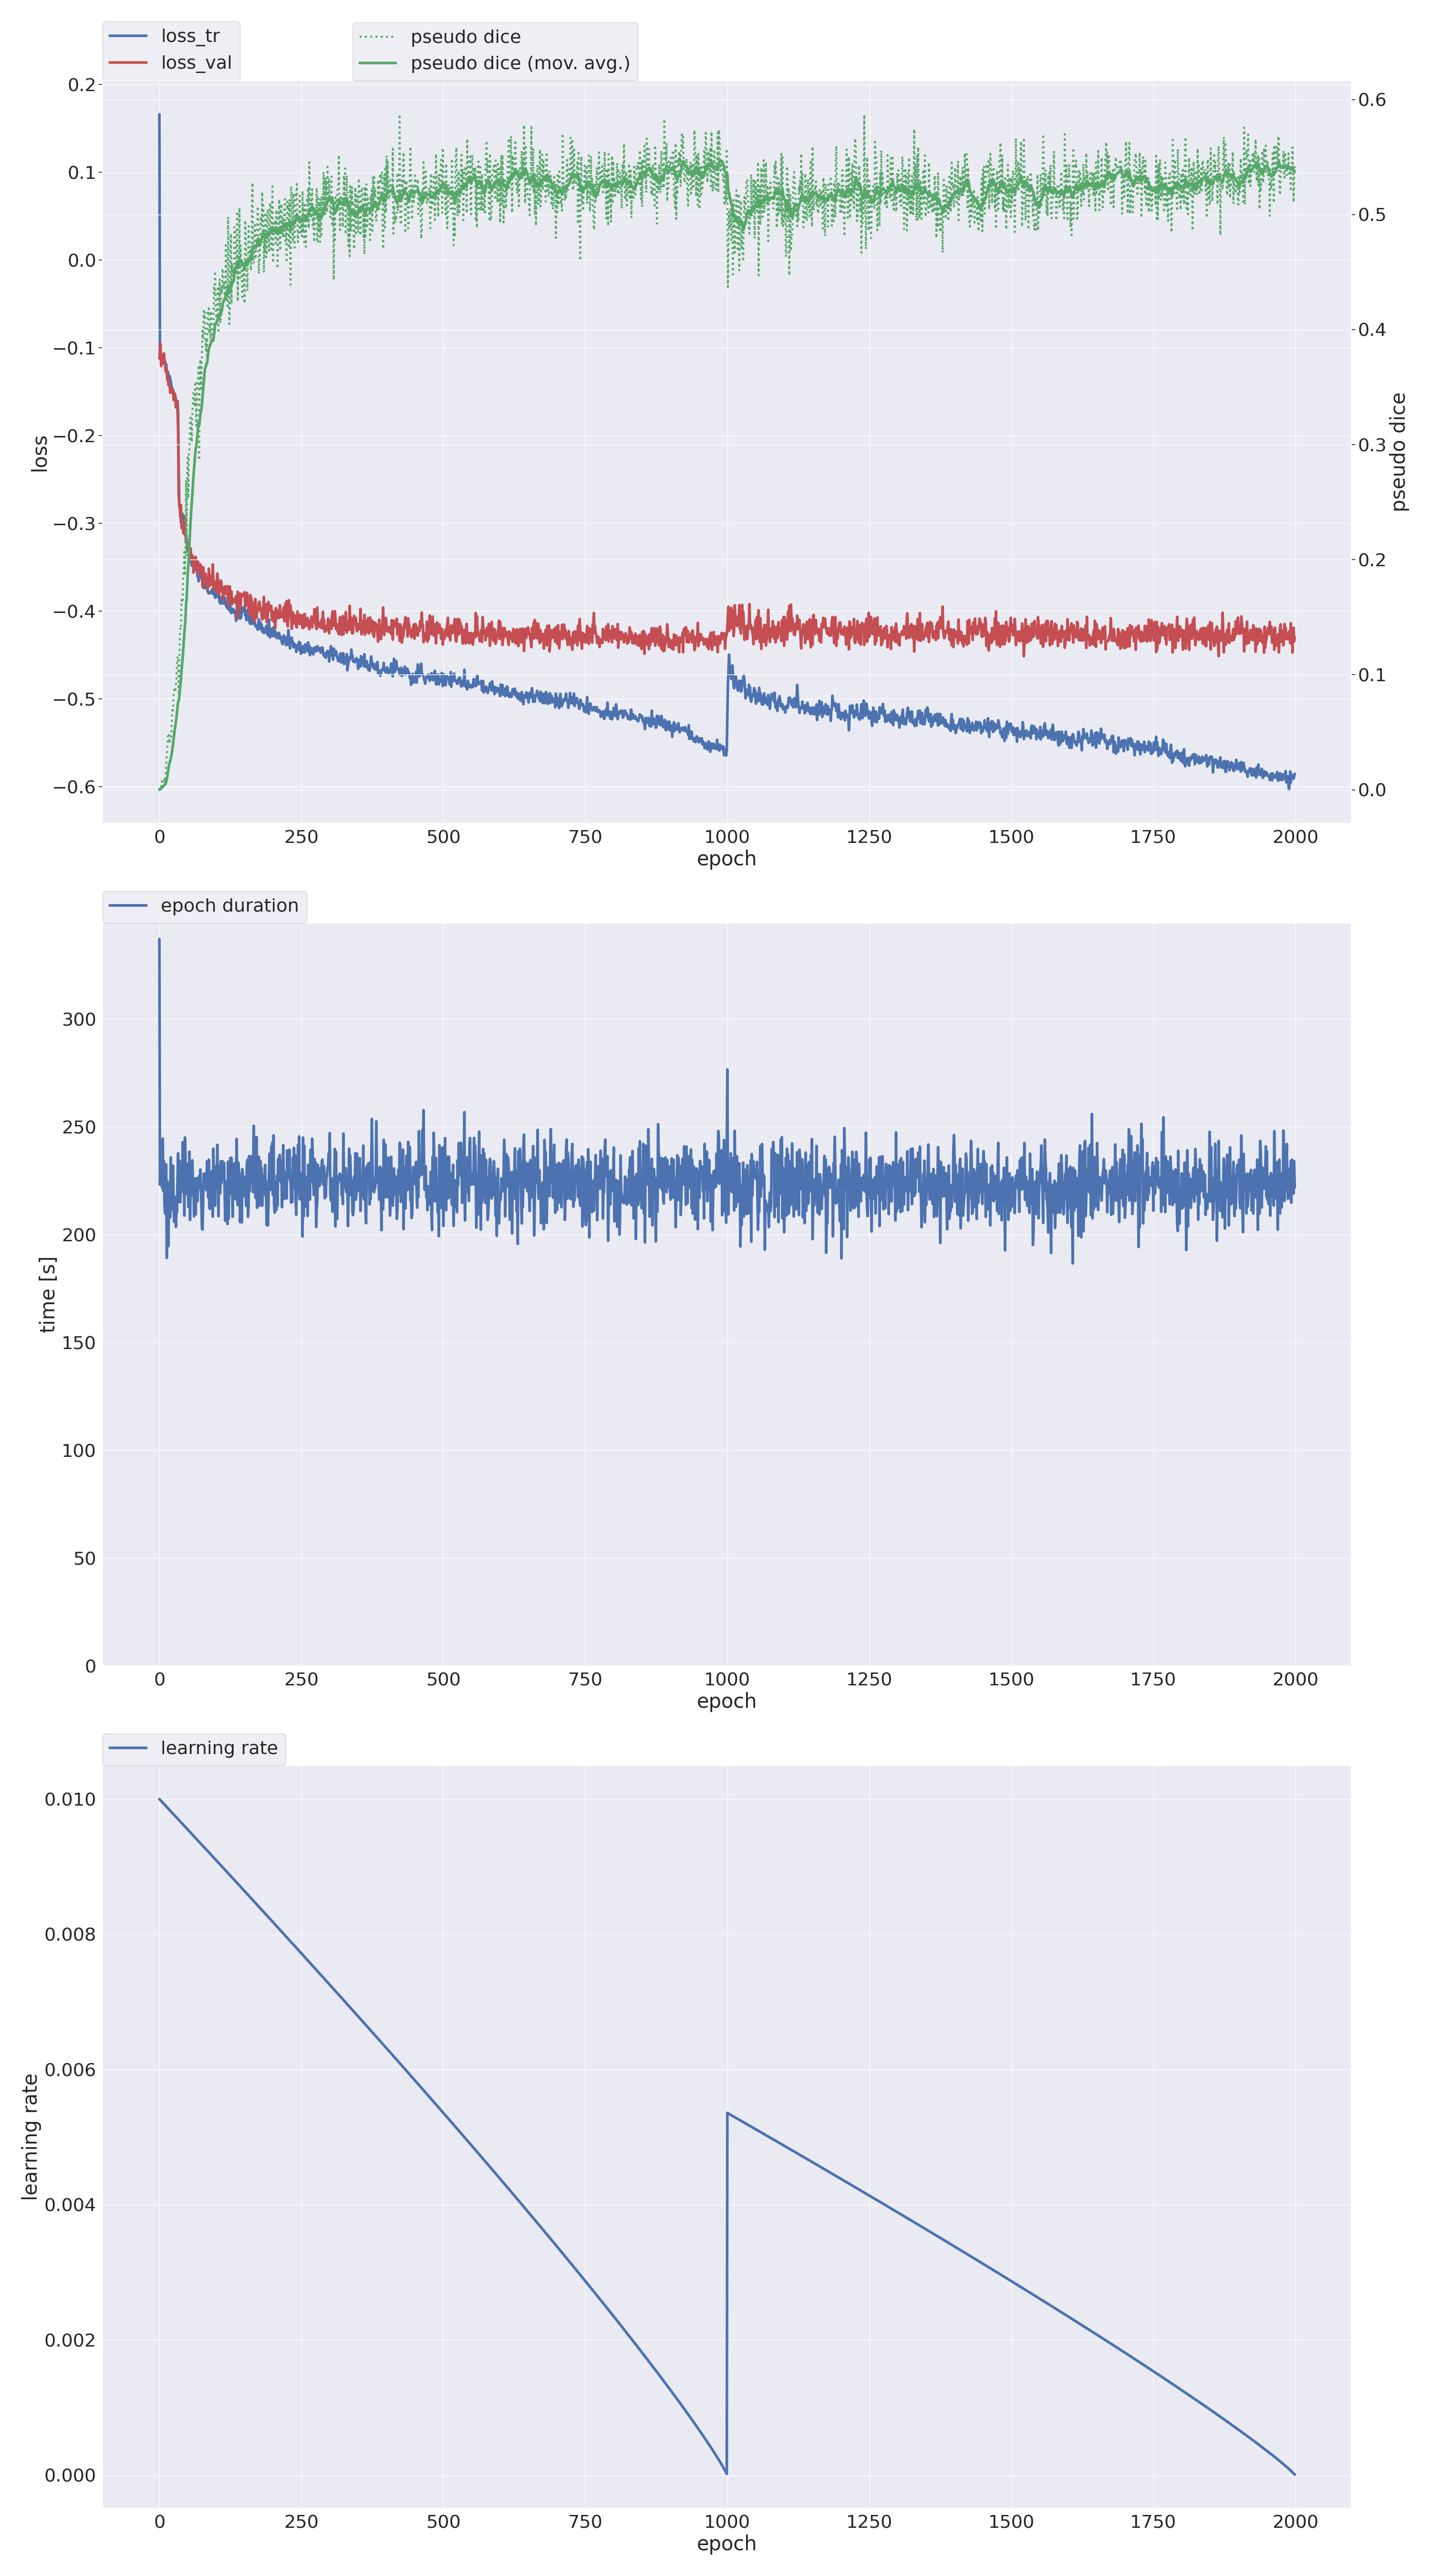 loss_tr
loss_val
pseudo dice
pseudo dice (mov. avg.)
0.2
0.1
0.0
−0.1
−0.2
−0.3
−0.4
−0.5
−0.6
loss
0.6
0.5
0.4
0.3
0.2
0.1
0.0
pseudo dice
0 250 500 750 1000 1250 1500 1750 2000
epoch
epoch duration
300
250
200
150
100
50
0
time [s]
0 250 500 750 1000 1250 1500 1750 2000
epoch
learning rate
0.010
0.008
0.006
0.004
0.002
0.000
learning rate
0 250 500 750 1000 1250 1500 1750 2000
epoch